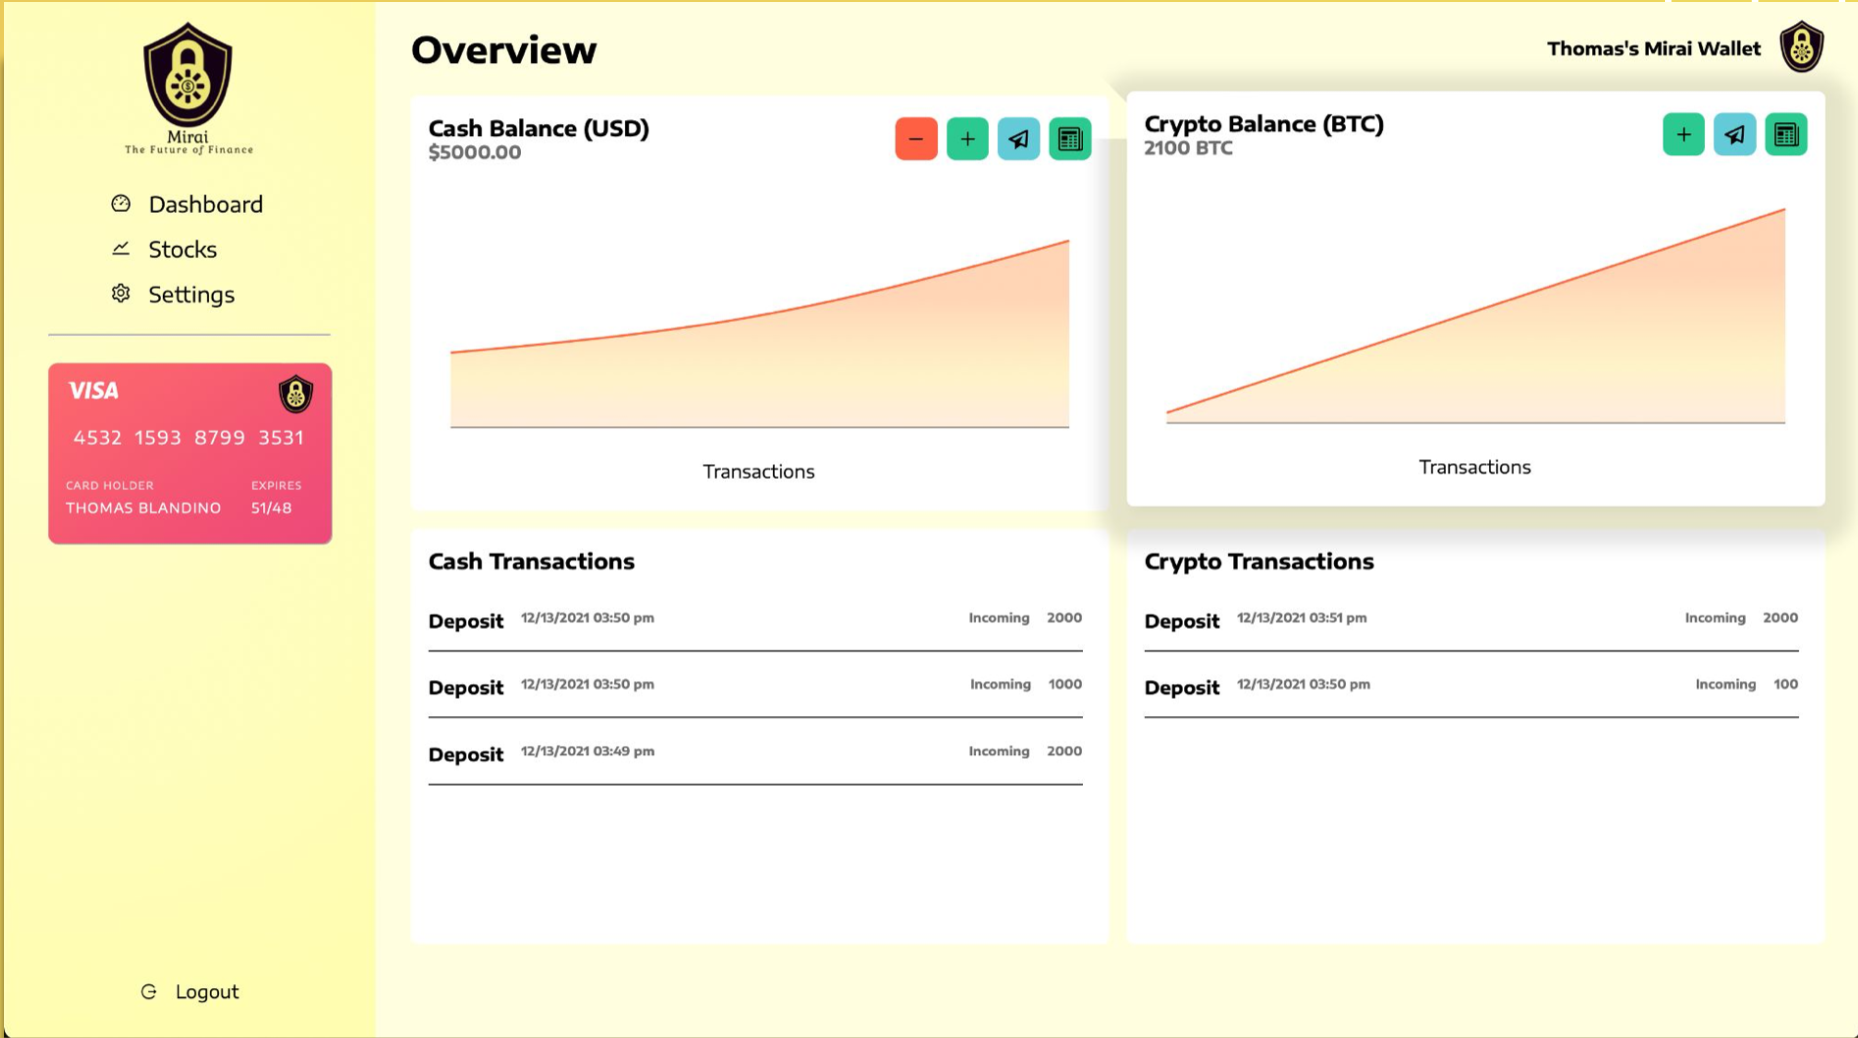 Mirai
The Future of Finance
Dashboard
Stocks
Settings
VISA
4532 1593 8799 3531
CARD HOLDER EXPIRES
THOMAS BLANDINO 51/48
Logout
Overview
Thomas's Mirai Wallet
Cash Balance (USD)
$5000.00
Transactions
Crypto Balance (BTC)
2100 BTC
Transactions
Cash Transactions
Deposit 12/13/2021 03:50 pm Incoming 2000
Deposit 12/13/2021 03:50 pm Incoming 1000
Deposit 12/13/2021 03:49 pm Incoming 2000
Crypto Transactions
Deposit 12/13/2021 03:51 pm Incoming 2000
Deposit 12/13/2021 03:50 pm Incoming 100